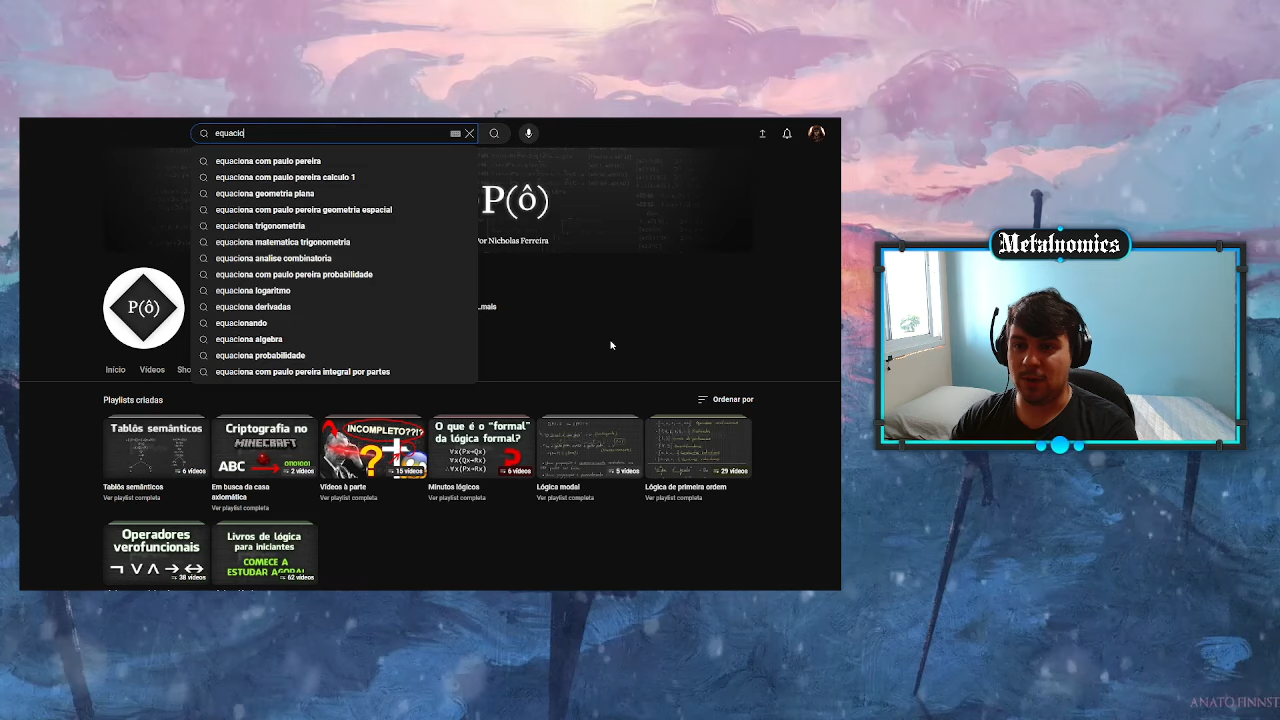 equacio
equaciona com paulo pereira
equaciona com paulo pereira calculo 1
equaciona geometria plana
equaciona com paulo pereira geometria espacial
equaciona trigonometria
equaciona matematica trigonometria
equaciona analise combinatoria
equaciona com paulo pereira probabilidade
equaciona logaritmo
equaciona derivadas
equacionando
equaciona algebra
equaciona probabilidade
equaciona com paulo pereira integral por partes
P(ô)
Por Nicholas Ferreira
P(ô)
...mais
Início Vídeos Sho
Playlists criadas
Ordenar por
Tablôs semânticos
6 vídeos
Tablôs semânticos
Ver playlist completa
Criptografia no
MINECRAFT
ABC
2 vídeos
Em busca da casa
axiomática
Ver playlist completa
INCOMPLETO??!?
15 vídeos
Vídeos à parte
Ver playlist completa
O que é o "formal"
da lógica formal?
∀x(Px→Qx)
∀x(Qx→Rx)
∴∀x(Px→Rx)
6 vídeos
Minutos lógicos
Ver playlist completa
5 vídeos
Lógica modal
Ver playlist completa
29 vídeos
Lógica de primeira ordem
Ver playlist completa
Operadores
verofuncionais
¬ ∨ ∧ → ↔
38 vídeos
Livros de lógica
para iniciantes
COMECE A
ESTUDAR AGORA!
62 vídeos
Metalnomics